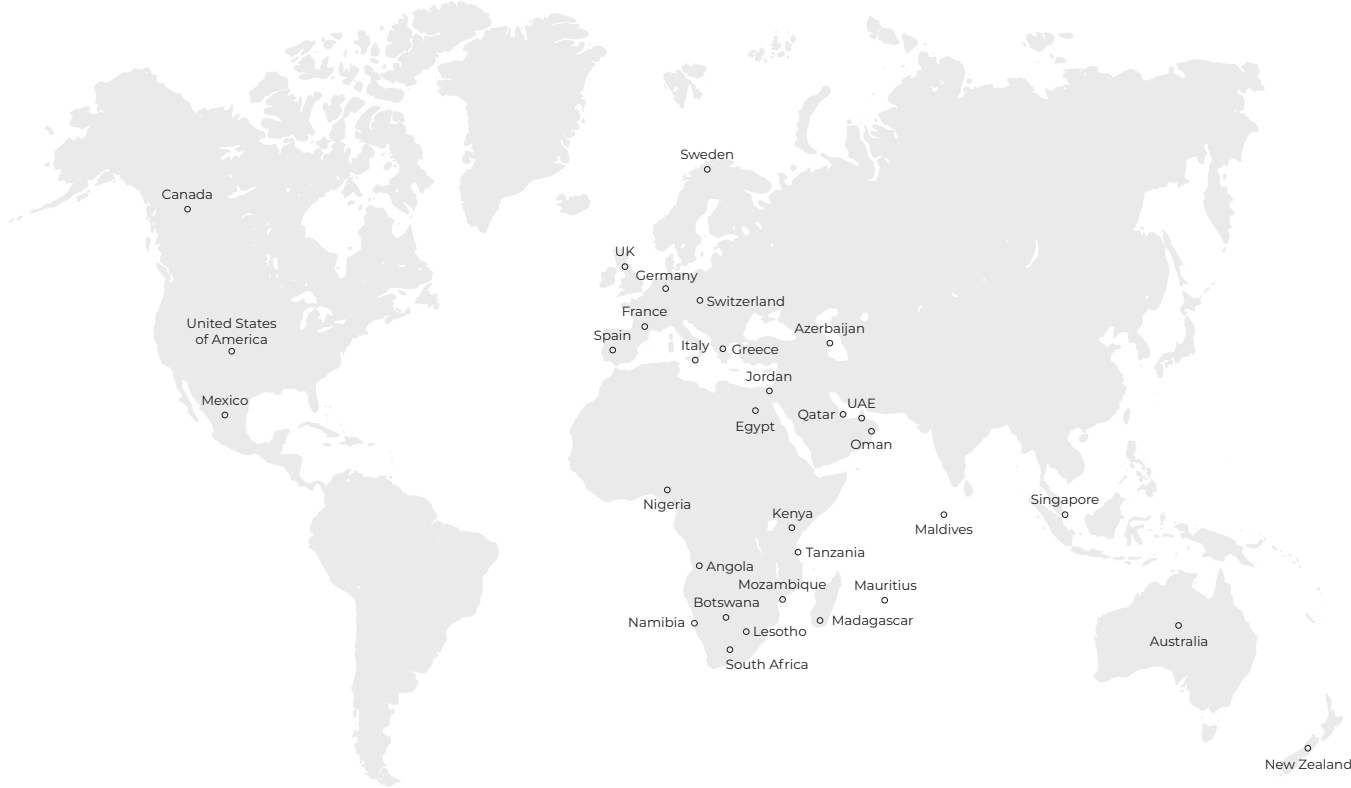 Sweden
Canada
UK
Germany
Switzerland
France
United States
of America
Azerbaijan
Spain
Italy
Greece
Jordan
Mexico
UAE
Qatar
Egypt
Oman
Singapore
Nigeria
Kenya
Maldives
Tanzania
Angola
Mozambique
Mauritius
Botswana
Namibia
Madagascar
Lesotho
Australia
South Africa
New Zealand